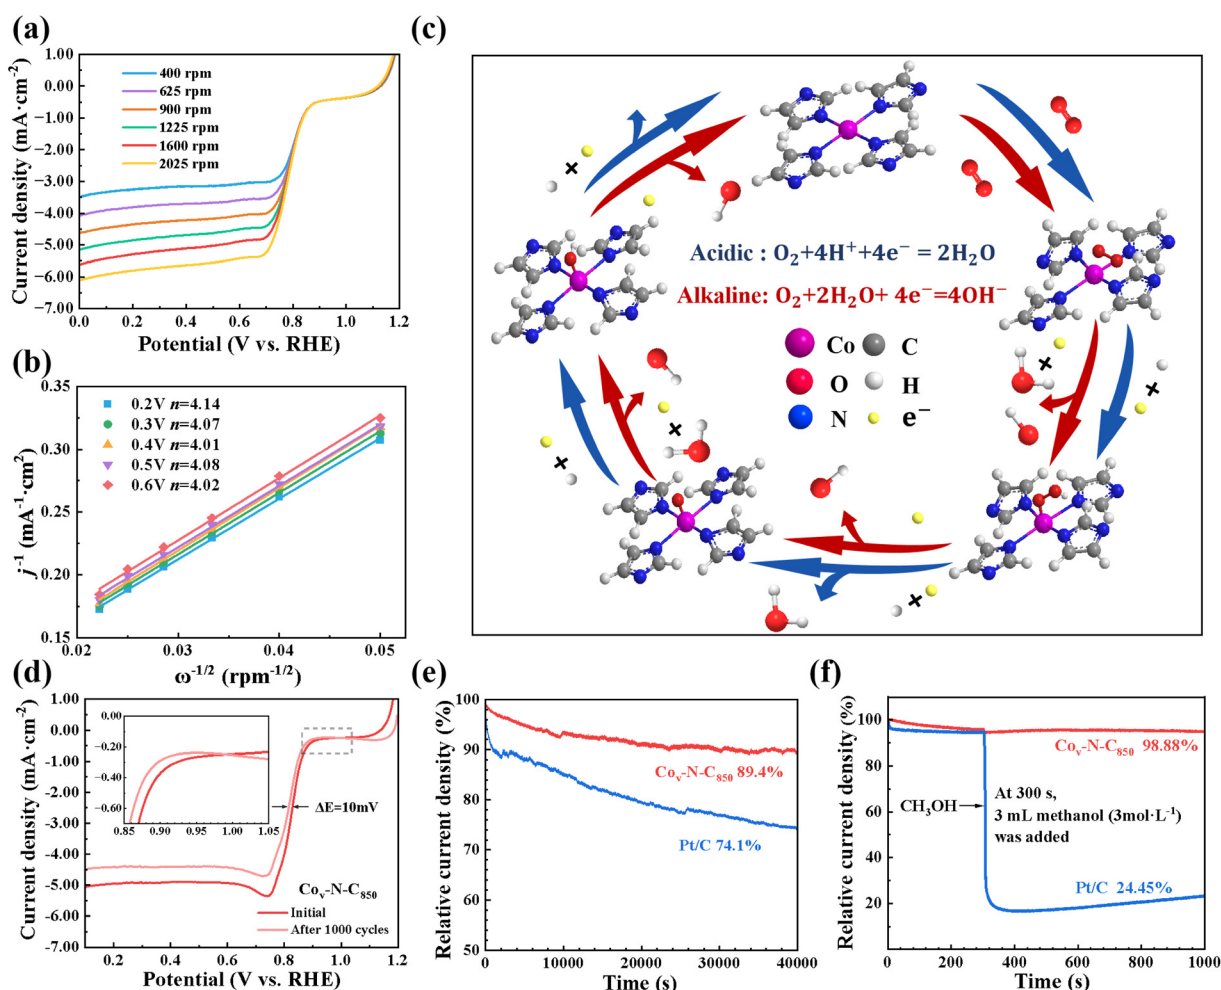 (a)
1.00
0.00
−1.00
−2.00
−3.00
−4.00
−5.00
−6.00
−7.00
Current density (mA·cm⁻²)
400 rpm
625 rpm
900 rpm
1225 rpm
1600 rpm
2025 rpm
0.0 0.2 0.4 0.6 0.8 1.0 1.2
Potential (V vs. RHE)
(b)
0.35
0.30
0.25
0.20
0.15
j⁻¹ (mA⁻¹·cm²)
0.2V n=4.14
0.3V n=4.07
0.4V n=4.01
0.5V n=4.08
0.6V n=4.02
0.02 0.03 0.04 0.05
ω⁻¹/² (rpm⁻¹/²)
(c)
Acidic : O₂+4H⁺+4e⁻ = 2H₂O
Alkaline: O₂+2H₂O+ 4e⁻=4OH⁻
Co C
O H
N e⁻
+
+
+
+
+
+
(d)
1.00
0.00
−1.00
−2.00
−3.00
−4.00
−5.00
−6.00
−7.00
Current density (mA·cm⁻²)
0.00
−0.20
−0.40
−0.60
0.85 0.90 0.95 1.00 1.05
ΔE=10mV
Coᵥ-N-C₈₅₀
Initial
After 1000 cycles
0.2 0.4 0.6 0.8 1.0 1.2
Potential (V vs. RHE)
(e)
100
90
80
70
60
50
Relative current density (%)
Coᵥ-N-C₈₅₀ 89.4%
Pt/C 74.1%
0 10000 20000 30000 40000
Time (s)
(f)
100
80
60
40
20
Relative current density (%)
Coᵥ-N-C₈₅₀ 98.88%
CH₃OH
At 300 s,
3 mL methanol (3mol·L⁻¹)
was added
Pt/C 24.45%
0 200 400 600 800 1000
Time (s)